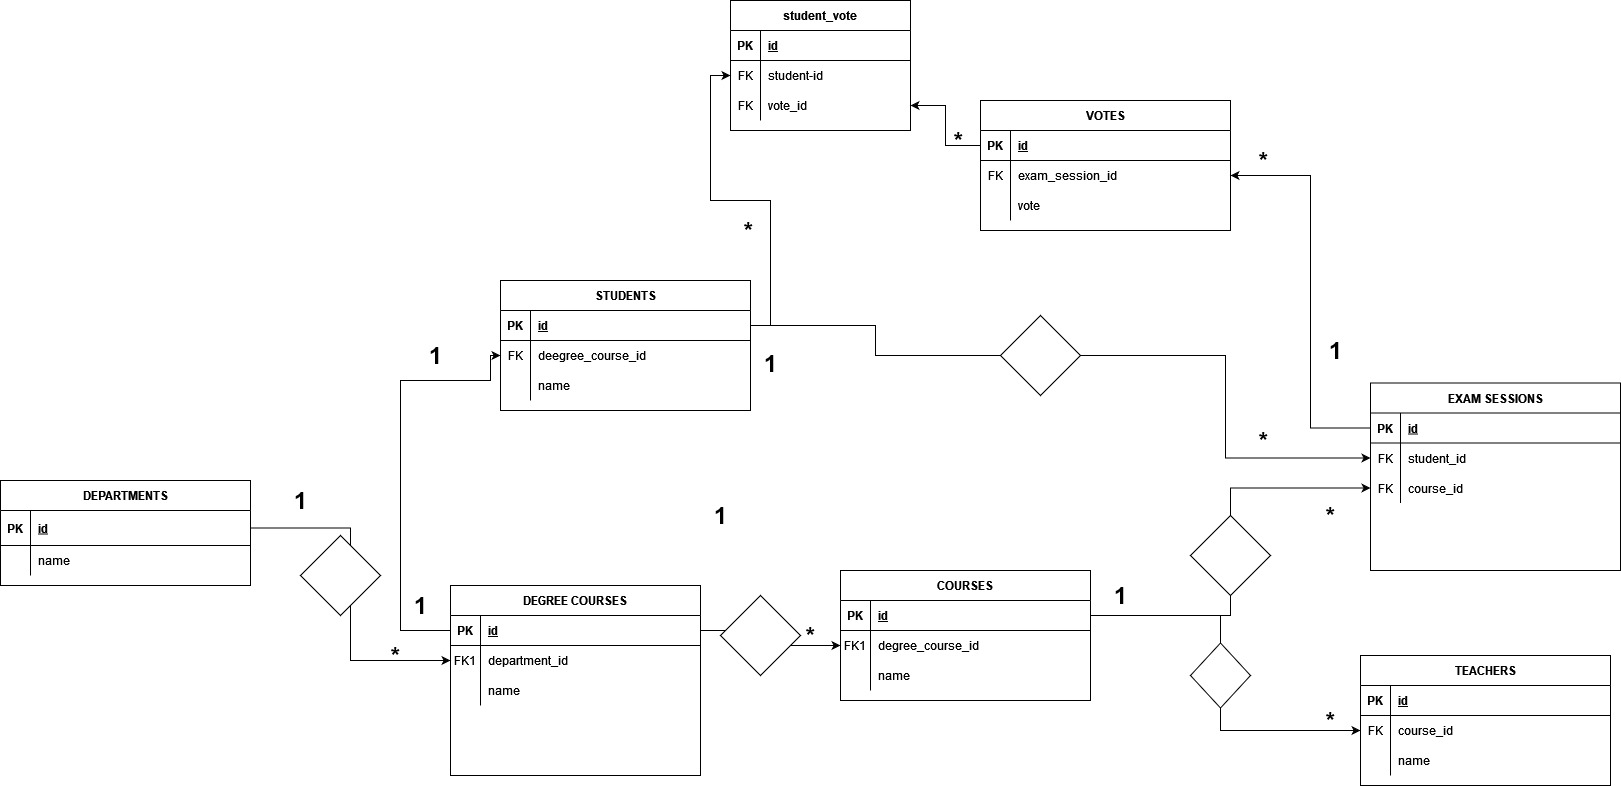 student_vote
PK id
FK student-id
FK vote_id
VOTES
PK id
FK exam_session_id
vote
*
*
*
STUDENTS
PK id
FK deegree_course_id
name
1
1
1
EXAM SESSIONS
PK id
FK student_id
FK course_id
*
DEPARTMENTS
PK id
name
1
1
*
DEGREE COURSES
PK id
FK1 department_id
name
1
*
COURSES
PK id
FK1 degree_course_id
name
1
*
TEACHERS
PK id
FK course_id
name
*